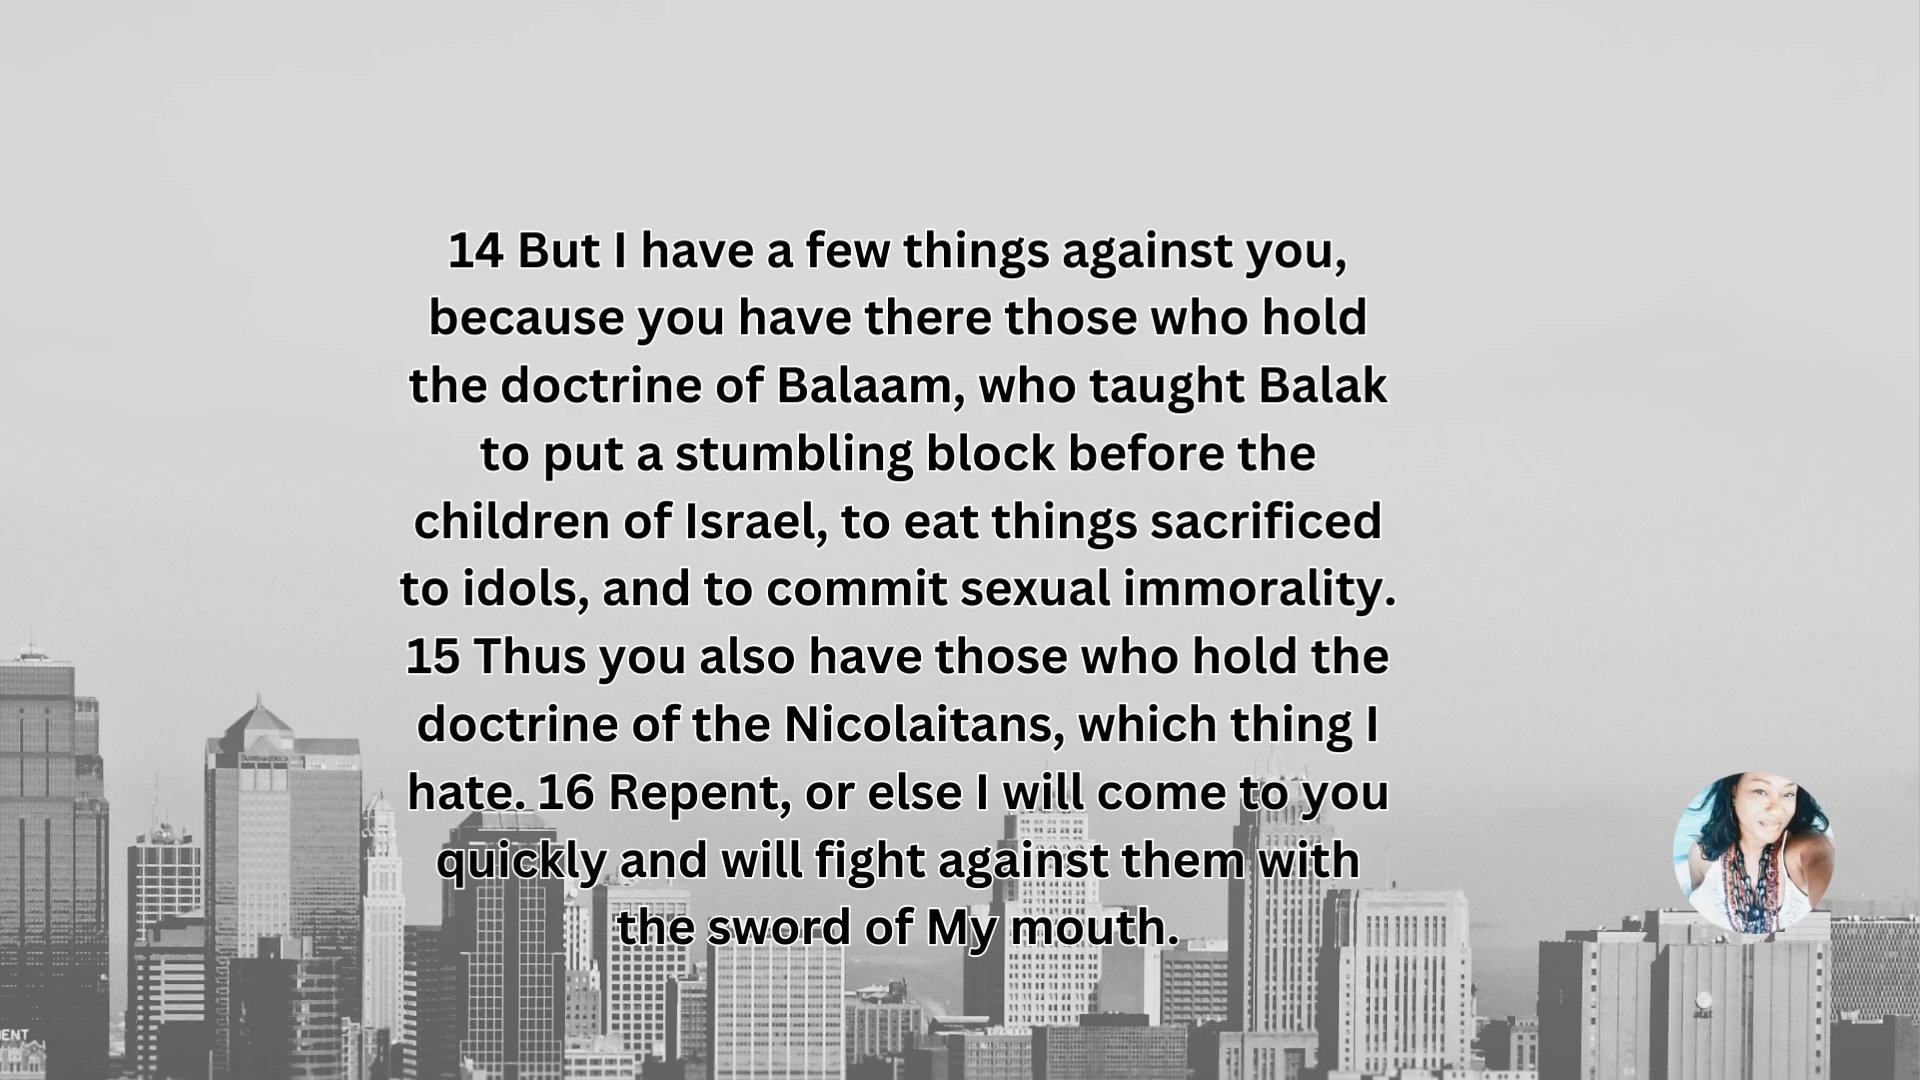 14 But I have a few things against you,
because you have there those who hold
the doctrine of Balaam, who taught Balak
to put a stumbling block before the
children of Israel, to eat things sacrificed
to idols, and to commit sexual immorality.
15 Thus you also have those who hold the
doctrine of the Nicolaitans, which thing I
hate. 16 Repent, or else I will come to you
quickly and will fight against them with
the sword of My mouth.